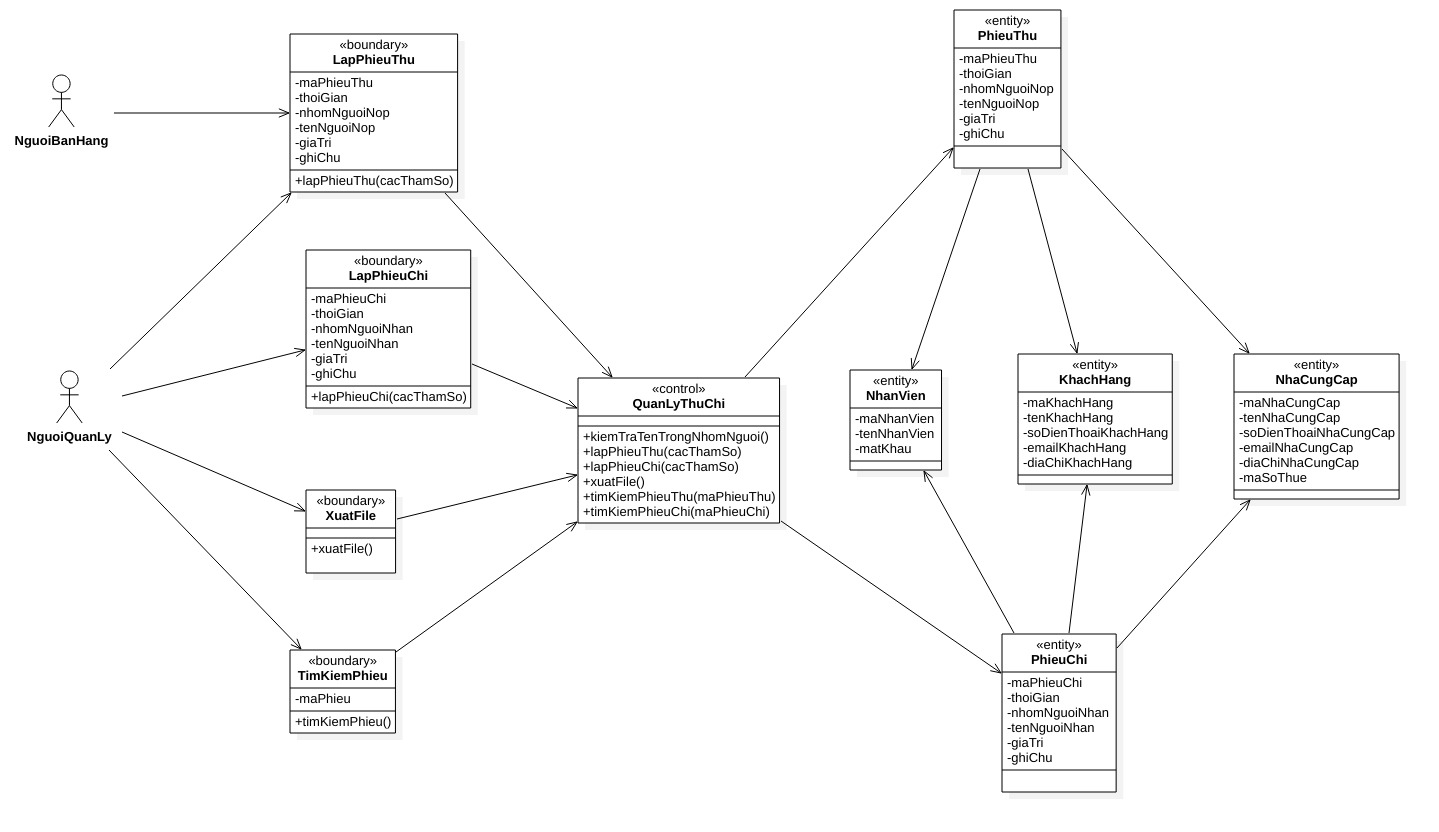 NguoiBanHang
«boundary»
LapPhieuThu
-maPhieuThu
-thoiGian
-nhomNguoiNop
-tenNguoiNop
-giaTri
-ghiChu
+lapPhieuThu(cacThamSo)
«boundary»
LapPhieuChi
-maPhieuChi
-thoiGian
-nhomNguoiNhan
-tenNguoiNhan
-giaTri
-ghiChu
+lapPhieuChi(cacThamSo)
NguoiQuanLy
«boundary»
XuatFile
+xuatFile()
«boundary»
TimKiemPhieu
-maPhieu
+timKiemPhieu()
«control»
QuanLyThuChi
+kiemTraTenTrongNhomNguoi()
+lapPhieuThu(cacThamSo)
+lapPhieuChi(cacThamSo)
+xuatFile()
+timKiemPhieuThu(maPhieuThu)
+timKiemPhieuChi(maPhieuChi)
«entity»
PhieuThu
-maPhieuThu
-thoiGian
-nhomNguoiNop
-tenNguoiNop
-giaTri
-ghiChu
«entity»
NhanVien
-maNhanVien
-tenNhanVien
-matKhau
«entity»
KhachHang
-maKhachHang
-tenKhachHang
-soDienThoaiKhachHang
-emailKhachHang
-diaChiKhachHang
«entity»
NhaCungCap
-maNhaCungCap
-tenNhaCungCap
-soDienThoaiNhaCungCap
-emailNhaCungCap
-diaChiNhaCungCap
-maSoThue
«entity»
PhieuChi
-maPhieuChi
-thoiGian
-nhomNguoiNhan
-tenNguoiNhan
-giaTri
-ghiChu